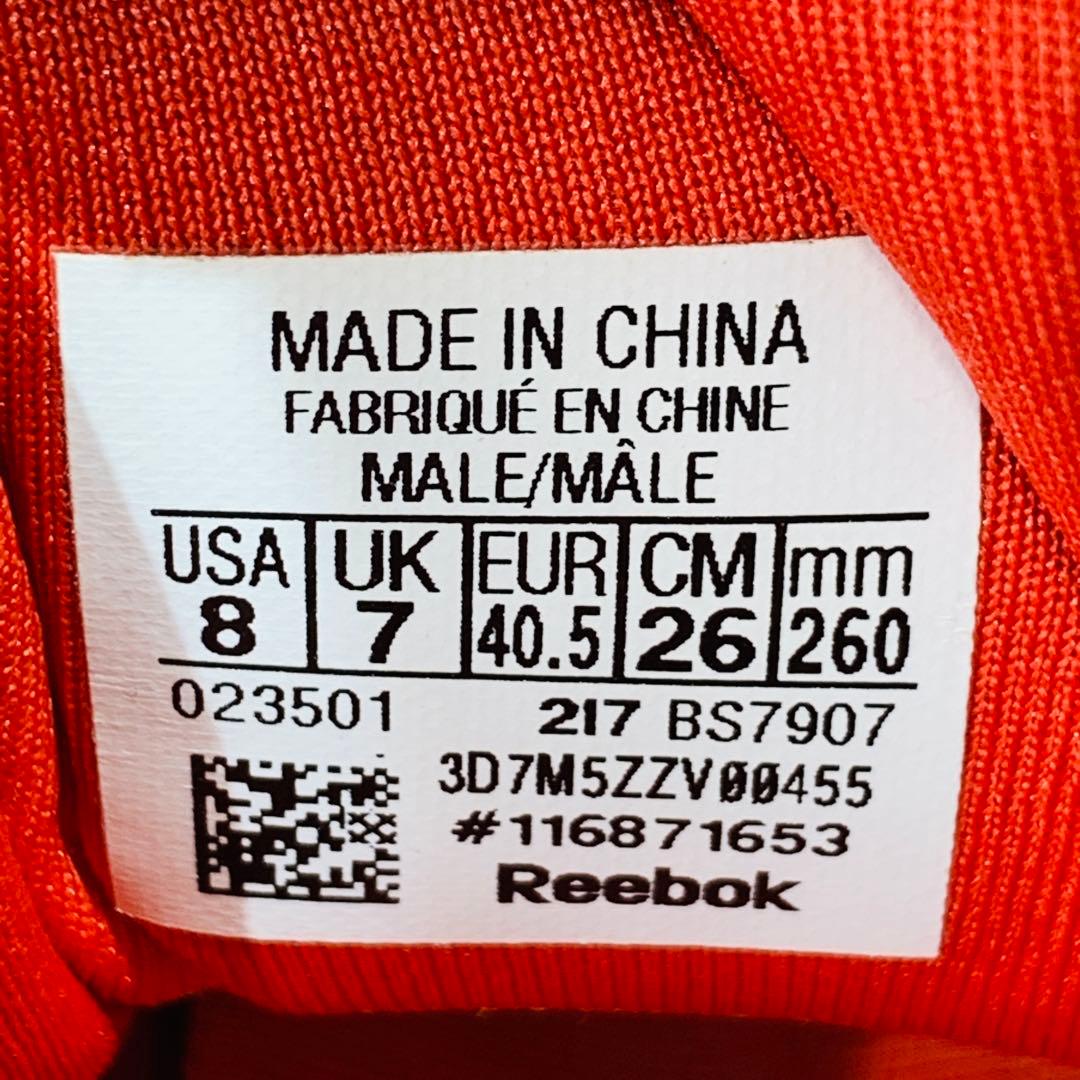 MADE IN CHINA
FABRIQUÉ EN CHINE
MALE/MÂLE
USA UK EUR CM mm
8 7 40.5 26 260
023501 217 BS7907
3D7M5ZZV00455
#116871653
Reebok